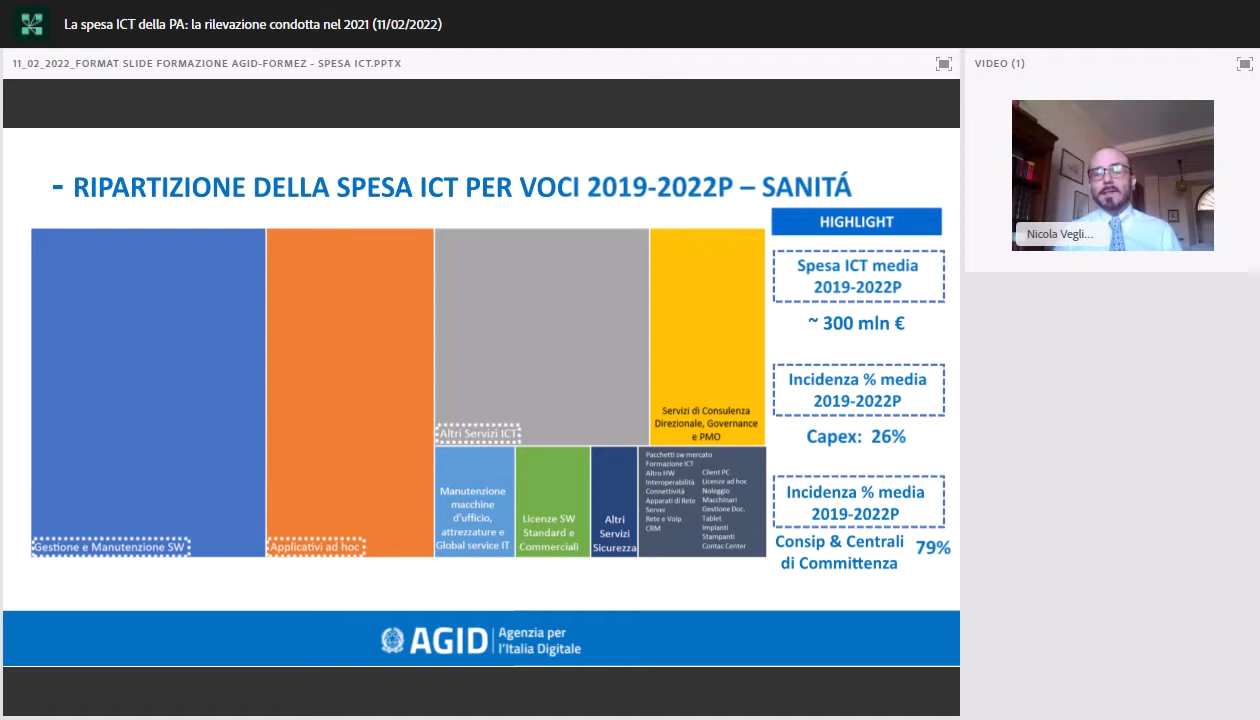 La spesa ICT della PA: la rilevazione condotta nel 2021 (11/02/2022)
11_02_2022_FORMAT SLIDE FORMAZIONE AGID-FORMEZ - SPESA ICT.PPTX
VIDEO (1)
- RIPARTIZIONE DELLA SPESA ICT PER VOCI 2019-2022P – SANITÁ
HIGHLIGHT
Spesa ICT media
2019-2022P
~ 300 mln €
Incidenza % media
2019-2022P
Capex: 26%
Incidenza % media
2019-2022P
Consip & Centrali
di Committenza
79%
Gestione e Manutenzione SW
Applicativi ad hoc
Altri Servizi ICT
Servizi di Consulenza
Direzionale, Governance
e PMO
Manutenzione
macchine
d'ufficio,
attrezzature e
Global service IT
Licenze SW
Standard e
Commerciali
Altri
Servizi
Sicurezza
Pacchetti sw mercato
Formazione ICT
Altro HW
Interoperabilità
Connettività
Apparati di Rete
Server
Rete e Voip
CRM
Client PC
Licenze ad hoc
Noleggio
Macchinari
Gestione Doc.
Tablet
Impianti
Stampanti
Contac Center
Nicola Vegli...
AGID
Agenzia per
l'Italia Digitale